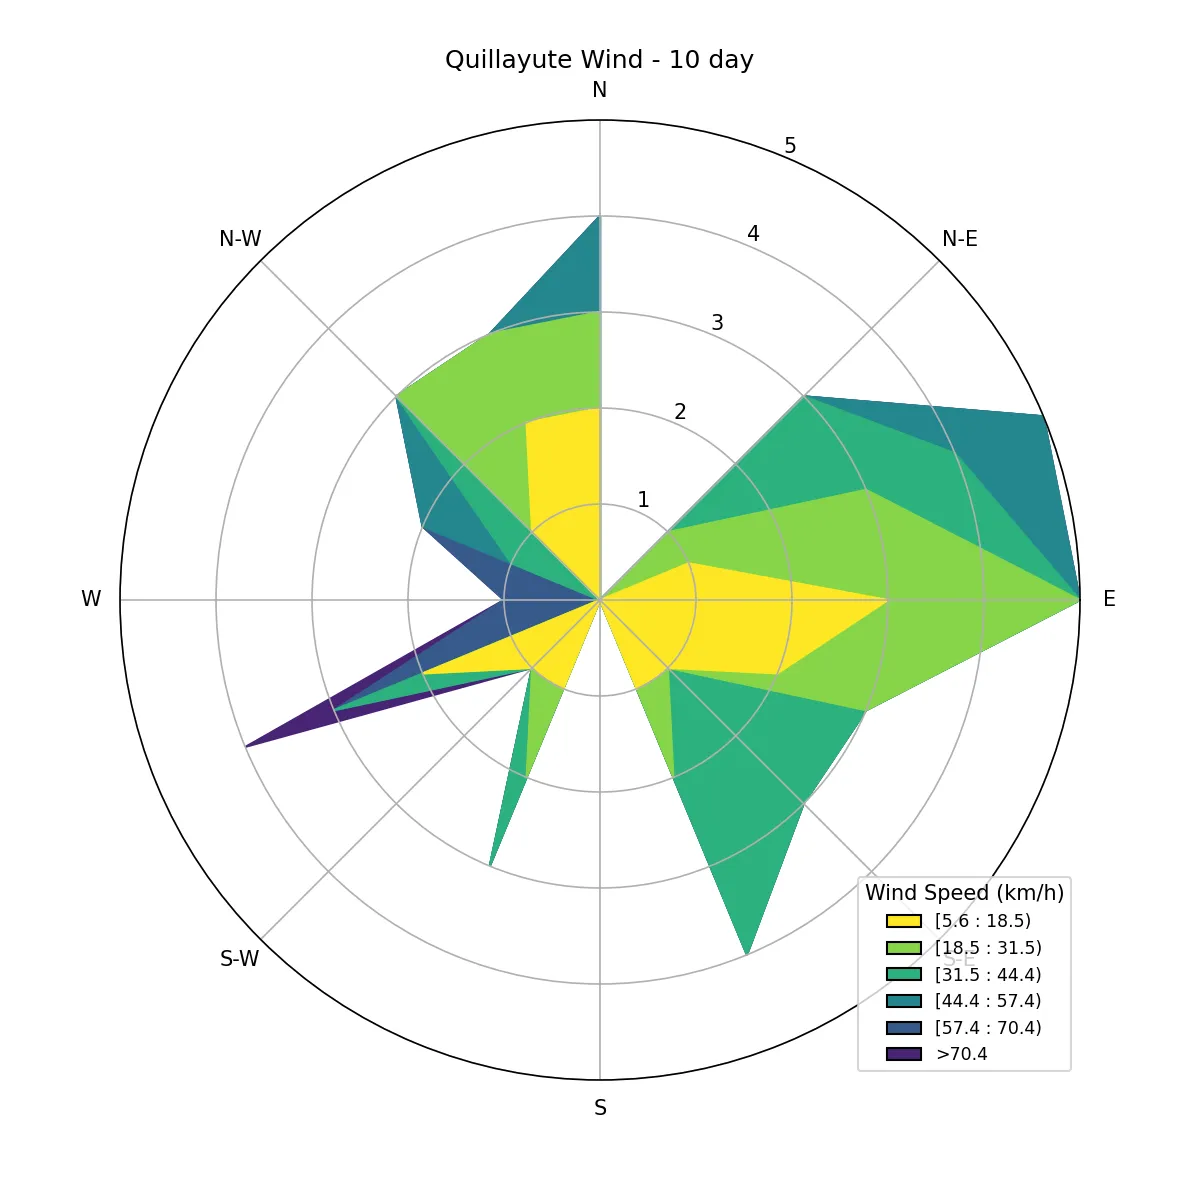 Quillayute Wind - 10 day
N
5
N-W
4
N-E
3
2
1
W
E
S-W
S-E
S
Wind Speed (km/h)
[5.6 : 18.5)
[18.5 : 31.5)
[31.5 : 44.4)
[44.4 : 57.4)
[57.4 : 70.4)
>70.4